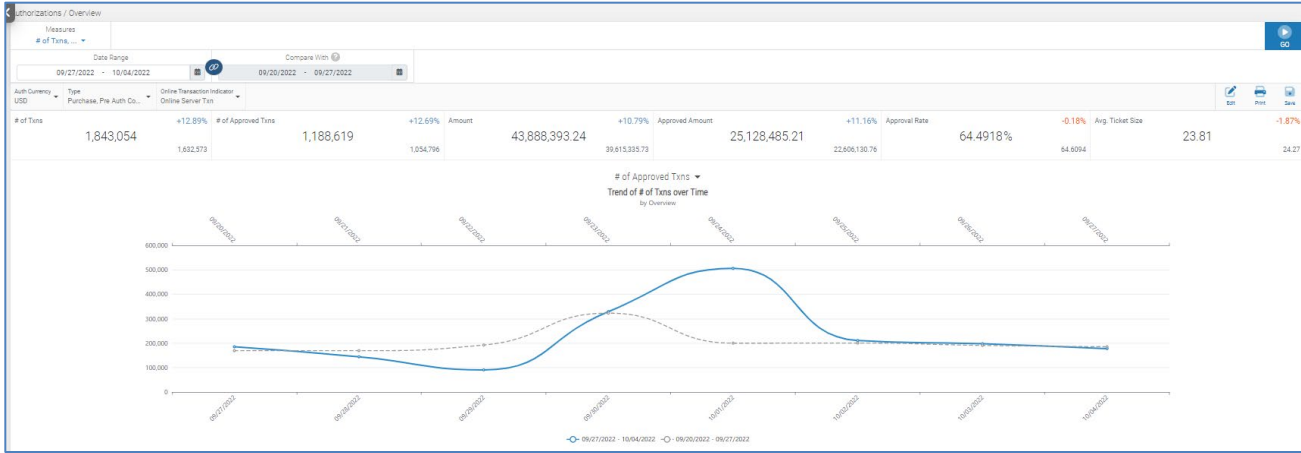 uthorizations / Overview
Measures
# of Txns, ...
GO
Date Range
Compare With ?
09/27/2022 - 10/04/2022
09/20/2022 - 09/27/2022
Auth Currency
USD
Type
Purchase, Pre Auth Co...
Online Transaction Indicator
Online Server Txn
Edit
Print
Save
# of Txns
+12.89%
1,843,054
1,632,573
# of Approved Txns
+12.69%
1,188,619
1,054,796
Amount
+10.79%
43,888,393.24
39,615,335.73
Approved Amount
+11.16%
25,128,485.21
22,606,130.76
Approval Rate
-0.18%
64.4918%
64.6094
Avg. Ticket Size
-1.87%
23.81
24.27
# of Approved Txns
Trend of # of Txns over Time
by Overview
09/20/2022
09/21/2022
09/22/2022
09/23/2022
09/24/2022
09/25/2022
09/26/2022
09/27/2022
600,000
500,000
400,000
300,000
200,000
100,000
0
09/27/2022
09/28/2022
09/29/2022
09/30/2022
10/01/2022
10/02/2022
10/03/2022
10/04/2022
09/27/2022 - 10/04/2022
09/20/2022 - 09/27/2022